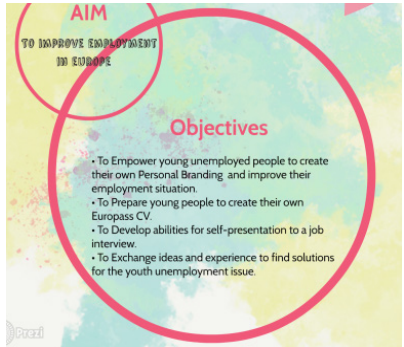 AIM
TO IMPROVE EMPLOYMENT
IN EUROPE
Objectives
• To Empower young unemployed people to create
their own Personal Branding and improve their
employment situation.
• To Prepare young people to create their own
Europass CV.
• To Develop abilities for self-presentation to a job
interview.
• To Exchange ideas and experience to find solutions
for the youth unemployment issue.
Prezi